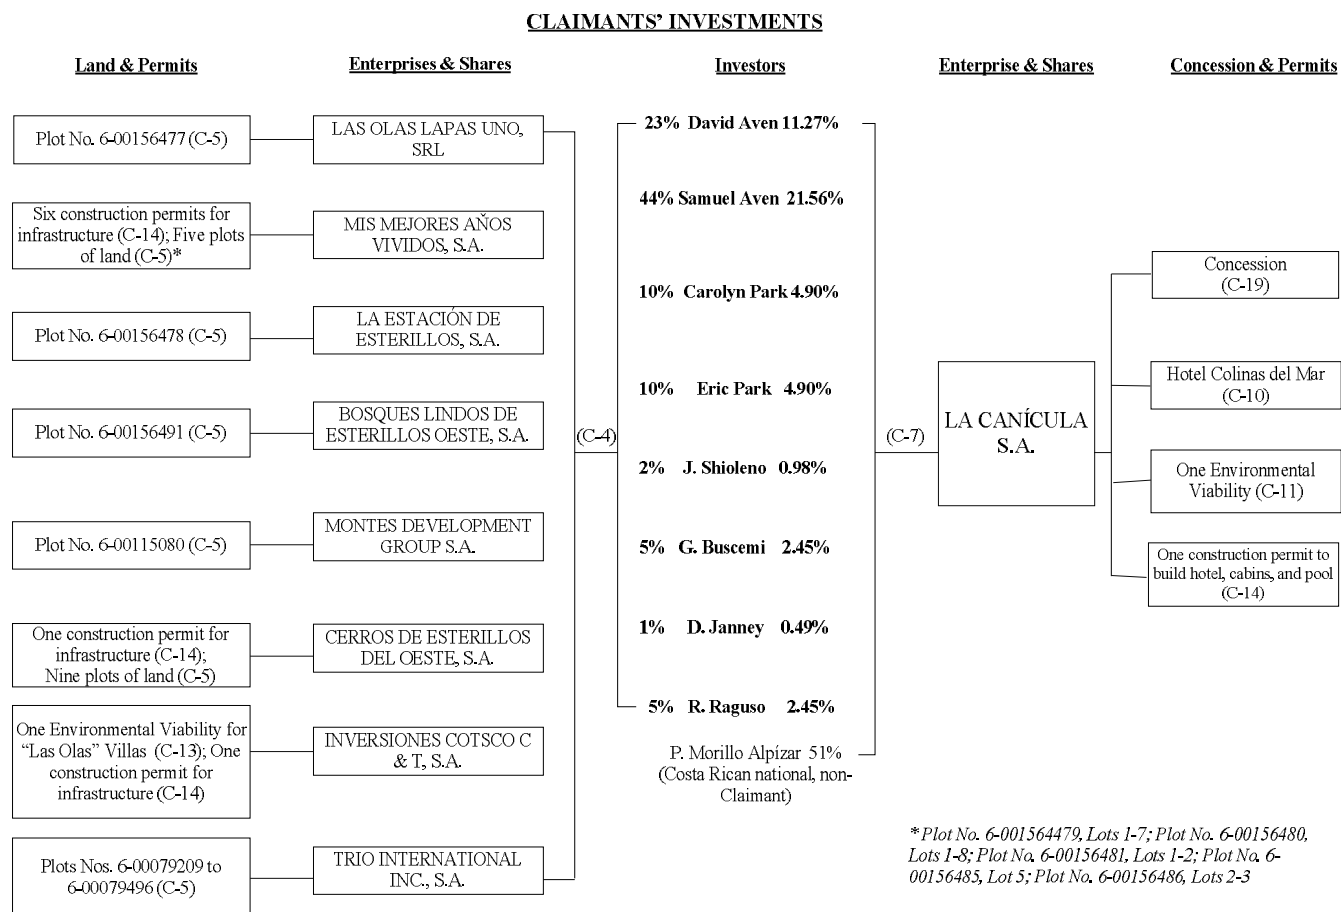 CLAIMANTS' INVESTMENTS
Land & Permits
Enterprises & Shares
Investors
Enterprise & Shares
Concession & Permits
Plot No. 6-00156477 (C-5)
LAS OLAS LAPAS UNO,
SRL
Six construction permits for
infrastructure (C-14); Five plots
of land (C-5)*
MIS MEJORES AŇOS
VIVIDOS, S.A.
Plot No. 6-00156478 (C-5)
LA ESTACIÓN DE
ESTERILLOS, S.A.
Plot No. 6-00156491 (C-5)
BOSQUES LINDOS DE
ESTERILLOS OESTE, S.A.
Plot No. 6-00115080 (C-5)
MONTES DEVELOPMENT
GROUP S.A.
One construction permit for
infrastructure (C-14);
Nine plots of land (C-5)
CERROS DE ESTERILLOS
DEL OESTE, S.A.
One Environmental Viability for
"Las Olas" Villas (C-13); One
construction permit for
infrastructure (C-14)
INVERSIONES COTSCO C
& T, S.A.
Plots Nos. 6-00079209 to
6-00079496 (C-5)
TRIO INTERNATIONAL
INC., S.A.
(C-4)
23% David Aven 11.27%
44% Samuel Aven 21.56%
10% Carolyn Park 4.90%
10% Eric Park 4.90%
2% J. Shioleno 0.98%
5% G. Buscemi 2.45%
1% D. Janney 0.49%
5% R. Raguso 2.45%
P. Morillo Alpízar 51%
(Costa Rican national, non-
Claimant)
(C-7)
LA CANÍCULA
S.A.
Concession
(C-19)
Hotel Colinas del Mar
(C-10)
One Environmental
Viability (C-11)
One construction permit to
build hotel, cabins, and pool
(C-14)
*Plot No. 6-001564479, Lots 1-7; Plot No. 6-00156480,
Lots 1-8; Plot No. 6-00156481, Lots 1-2; Plot No. 6-
00156485, Lot 5; Plot No. 6-00156486, Lots 2-3